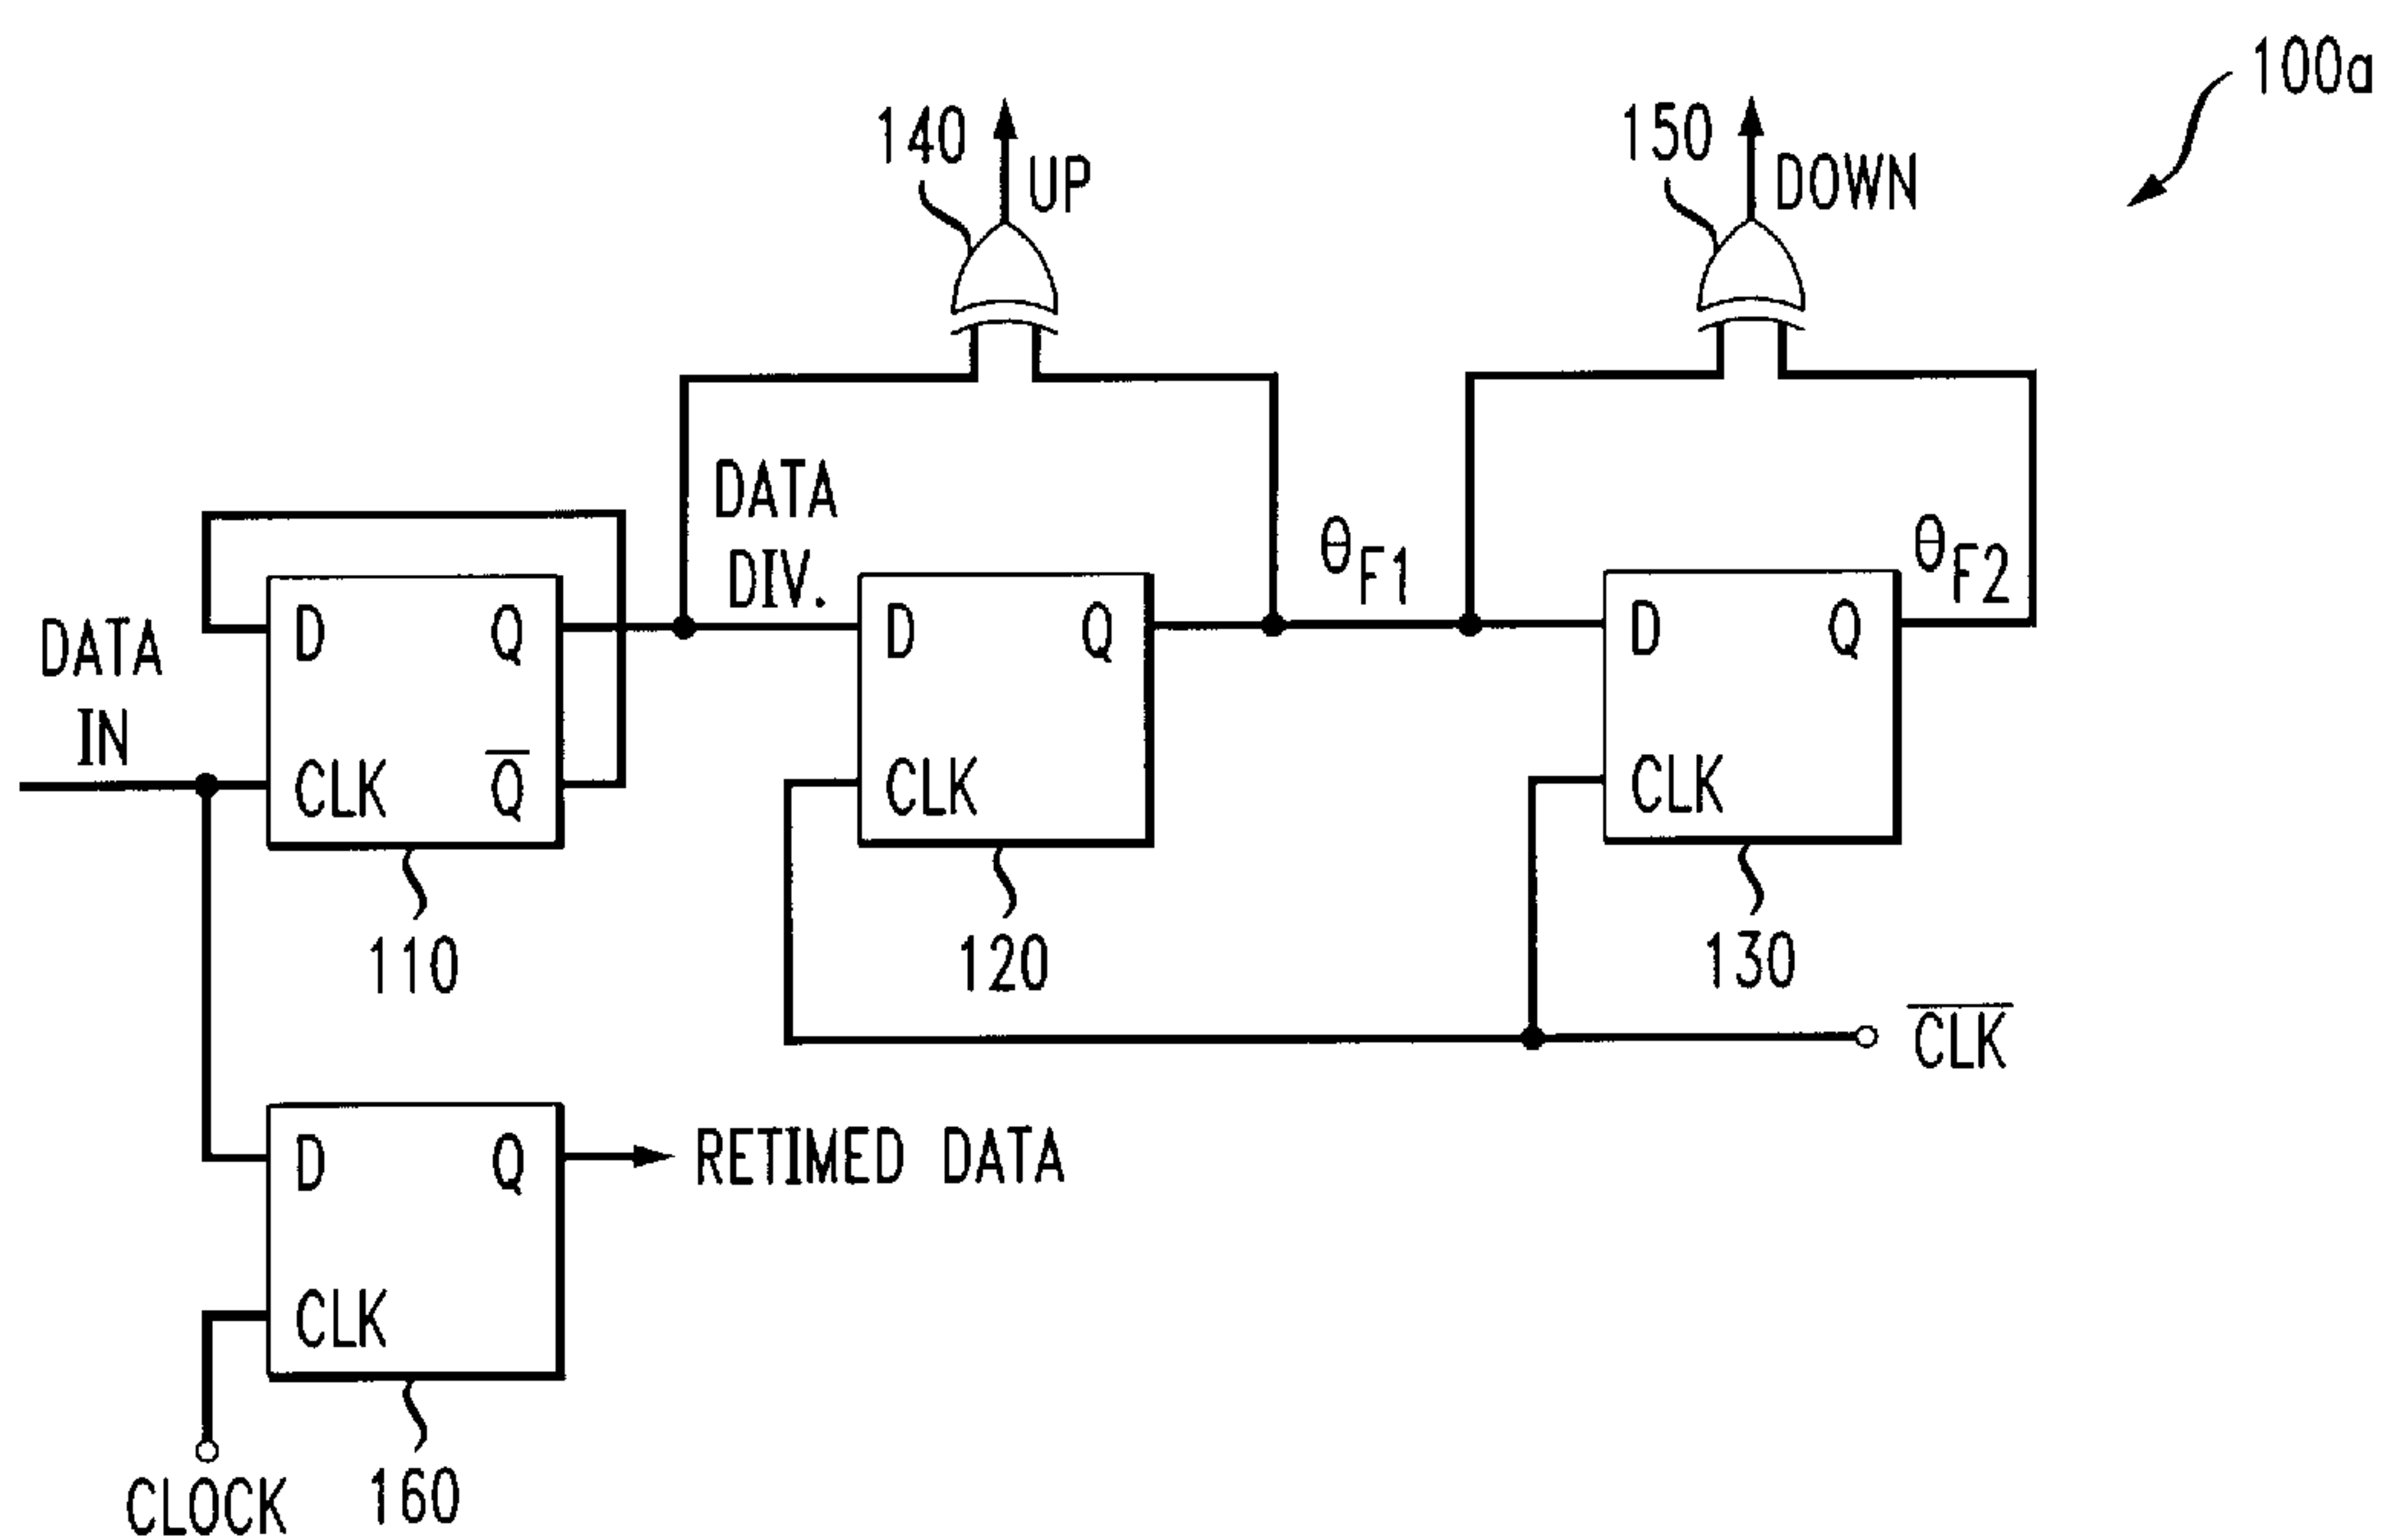 100a
140
UP
150
DOWN
DATA
DIV.
θF1
θF2
DATA
IN
D
Q
CLK
Q̅
110
D
Q
CLK
120
D
Q
CLK
130
C̅L̅K̅
D
Q
CLK
160
RETIMED DATA
CLOCK